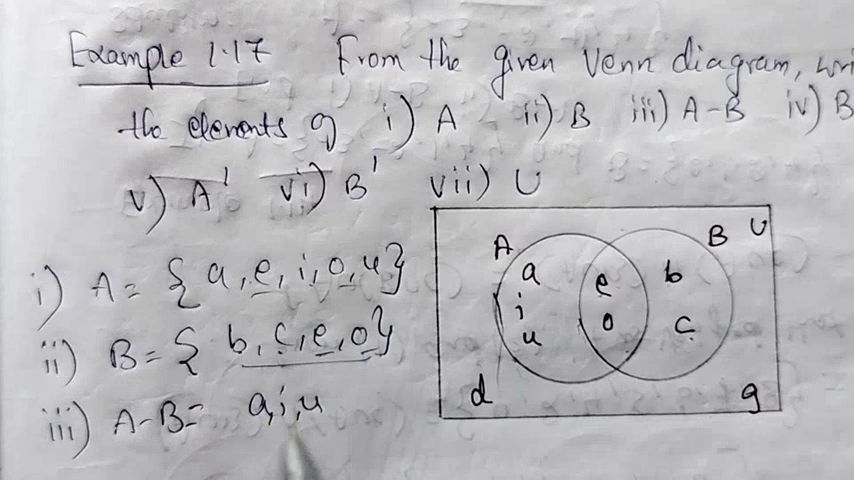 Example 1.17 From the given Venn diagram, wri
the elements of i) A ii) B iii) A-B iv) B
v) A' vi) B' vii) U
i) A = { a, e, i, o, u}
ii) B = { b, c, e, o}
iii) A-B = a, i, u
A B U
a e b
i o c
u
d g